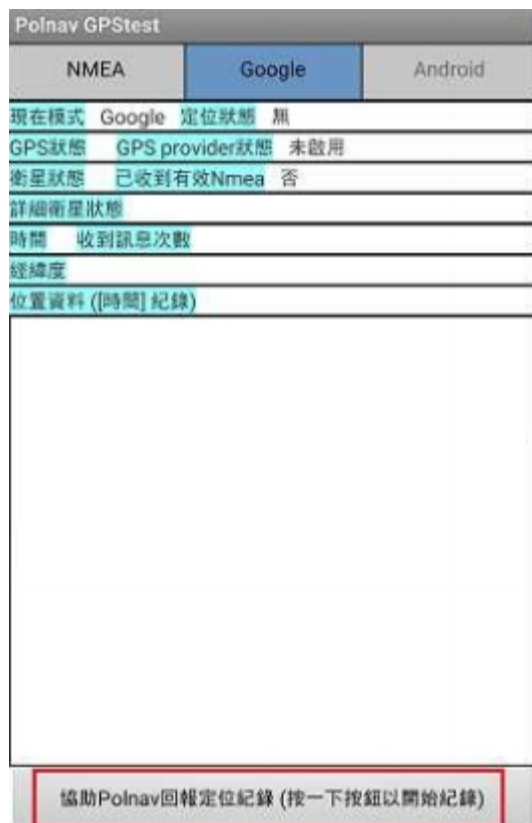 Polnav GPStest
NMEA Google Android
現在模式 Google 定位狀態 無
GPS狀態 GPS provider狀態 未啟用
衛星狀態 已收到有效Nmea 否
詳細衛星狀態
時間 收到訊息次數
經緯度
位置資料 ([時間] 紀錄)
協助Polnav回報定位紀錄 (按一下按鈕以開始紀錄)